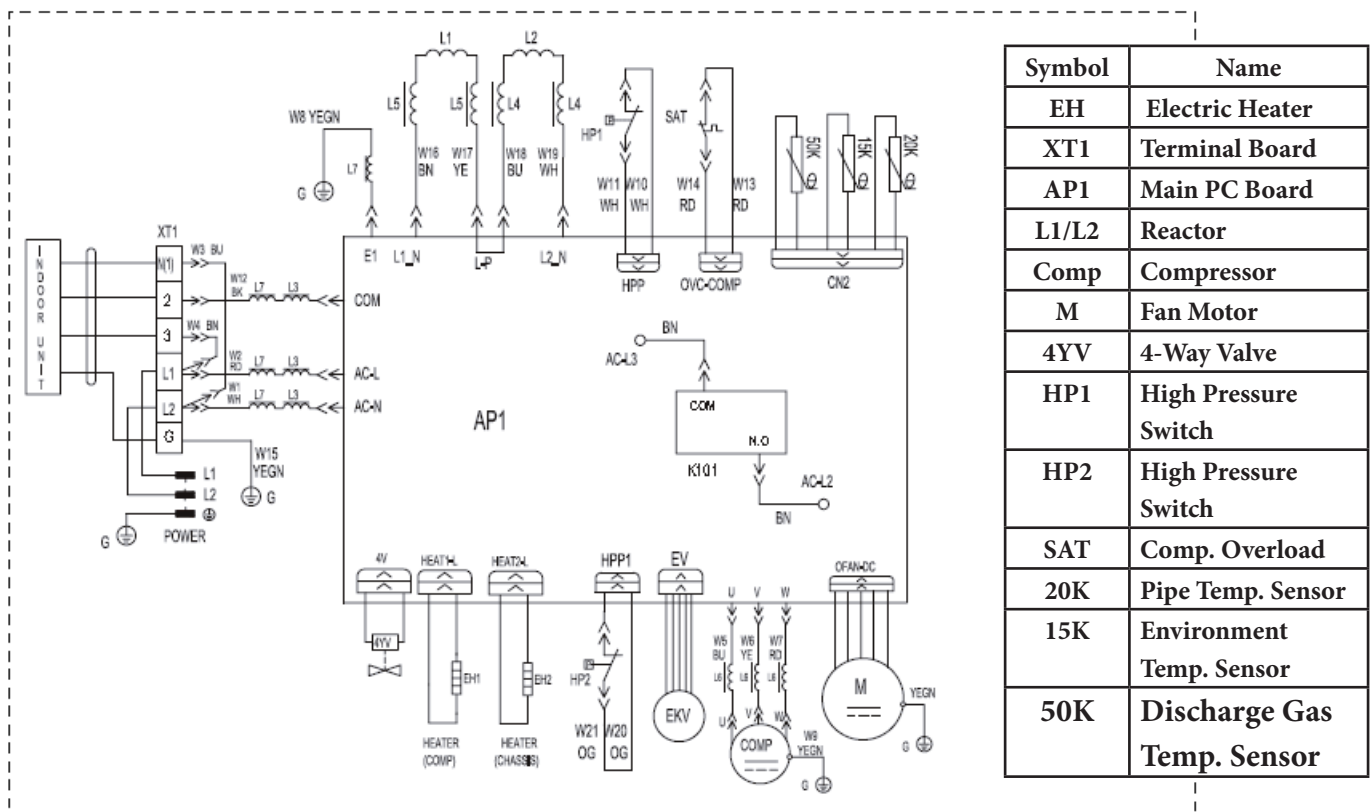 L1
L2
L5
L5
L4
L4
W8 YEGN
L7
G
W16
BN
W17
YE
W18
BU
W19
WH
HP1
W11
WH
W10
WH
SAT
W14
RD
W13
RD
50K
15K
20K
E1
L1_N
L-P
L2_N
HPP
OVC-COMP
CN2
INDOOR UNIT
XT1
N(1)
2
3
L1
L2
G
W3 BU
W12
BK
L7
L3
COM
W4 BN
W2
RD
L7
L3
AC-L
W1
WH
L7
L3
AC-N
W15
YEGN
G
L1
L2
G
POWER
AP1
BN
AC-L3
COM
N.O
K101
AC-L2
BN
4V
HEAT1-L
HEAT2-L
HPP1
EV
U
V
W
OFAN-DC
4YV
EH1
HEATER
(COMP)
EH2
HEATER
(CHASSIS)
HP2
W21
OG
W20
OG
EKV
W5
BU
W6
YE
W7
RD
L6
L6
L6
U
V
W
COMP
W9
YEGN
G
M
YEGN
G
Symbol Name
EH Electric Heater
XT1 Terminal Board
AP1 Main PC Board
L1/L2 Reactor
Comp Compressor
M Fan Motor
4YV 4-Way Valve
HP1 High Pressure
Switch
HP2 High Pressure
Switch
SAT Comp. Overload
20K Pipe Temp. Sensor
15K Environment
Temp. Sensor
50K Discharge Gas
Temp. Sensor